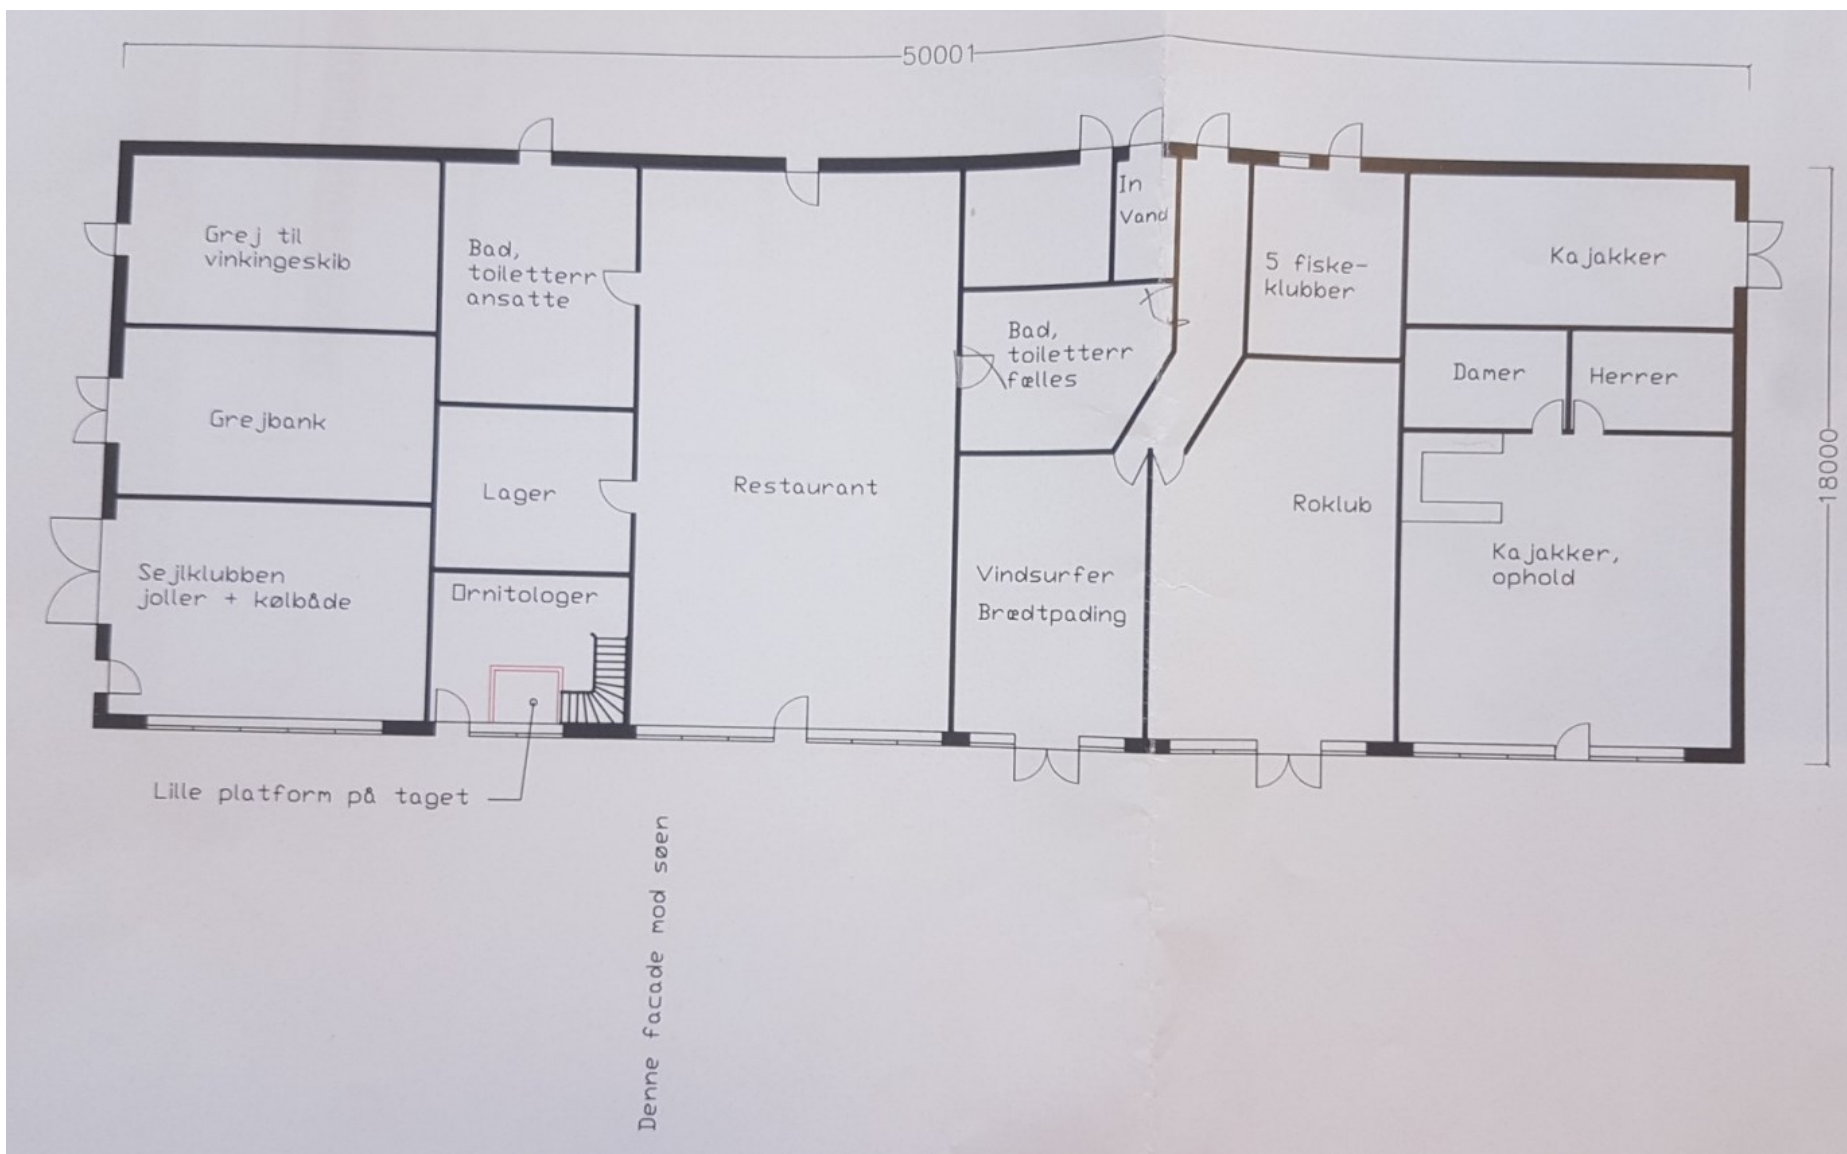 50001
Grej til
vinkingeskib
Bad,
toiletterr
ansatte
In
Vand
5 fiske-
klubber
Kajakker
18000
Grejbank
Lager
Restaurant
Bad,
toiletterr
fælles
Damer
Herrer
Roklub
Sejlklubben
joller + kølbåde
Ornitologer
Vindsurfer
Brædtpading
Kajakker,
ophold
Lille platform på taget
Denne facade mod søen